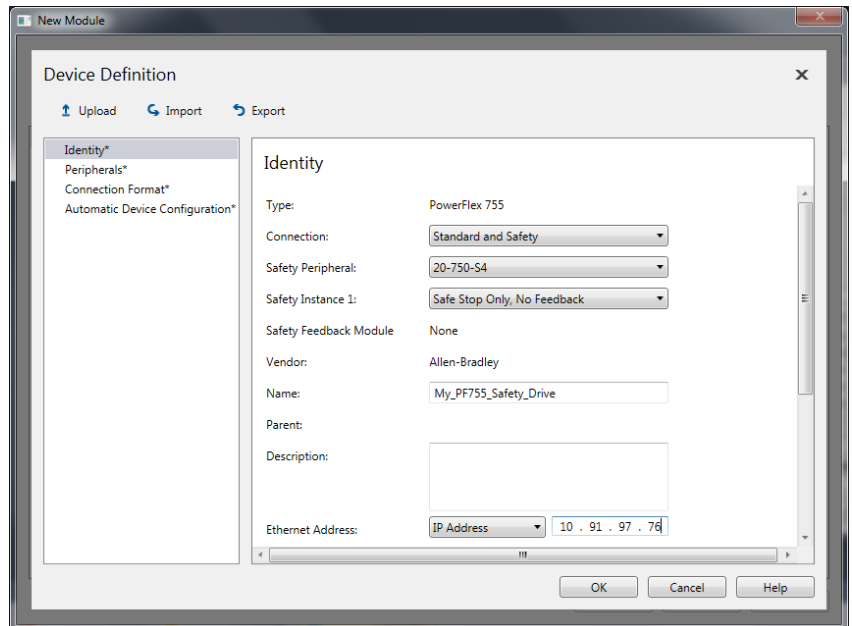 New Module
Device Definition
Upload Import Export
Identity*
Peripherals*
Connection Format*
Automatic Device Configuration*
Identity
Type: PowerFlex 755
Connection: Standard and Safety
Safety Peripheral: 20-750-S4
Safety Instance 1: Safe Stop Only, No Feedback
Safety Feedback Module None
Vendor: Allen-Bradley
Name: My_PF755_Safety_Drive
Parent:
Description:
Ethernet Address: IP Address 10 . 91 . 97 . 76
OK Cancel Help